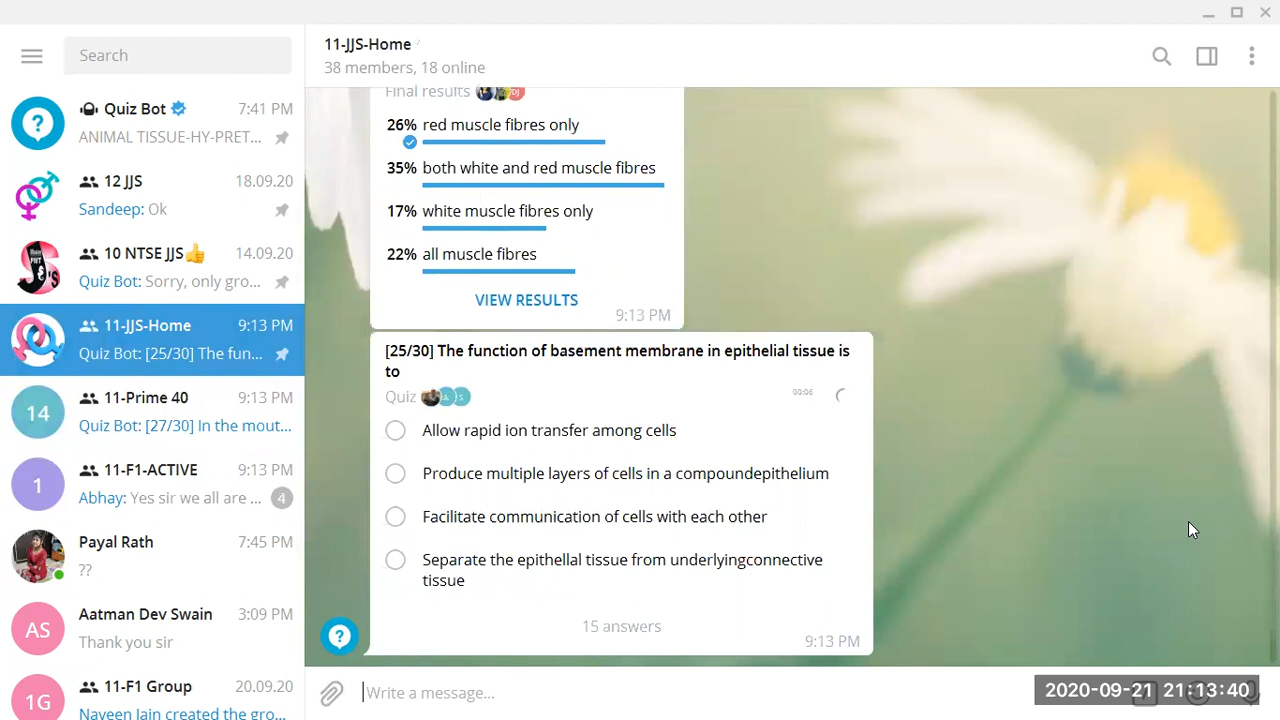 Search
Quiz Bot 7:41 PM
ANIMAL TISSUE-HY-PRET...
12 JJS 18.09.20
Sandeep: Ok
10 NTSE JJS👍 14.09.20
Quiz Bot: Sorry, only gro...
11-JJS-Home 9:13 PM
Quiz Bot: [25/30] The fun...
14
11-Prime 40 9:13 PM
Quiz Bot: [27/30] In the mout...
1
11-F1-ACTIVE 9:13 PM
Abhay: Yes sir we all are ... 4
Payal Rath 7:45 PM
??
AS
Aatman Dev Swain 3:09 PM
Thank you sir
1G
11-F1 Group 20.09.20
Naveen Jain created the gro...
11-JJS-Home
38 members, 18 online
Final results
26% red muscle fibres only
35% both white and red muscle fibres
17% white muscle fibres only
22% all muscle fibres
VIEW RESULTS
9:13 PM
[25/30] The function of basement membrane in epithelial tissue is
to
Quiz 00:06
Allow rapid ion transfer among cells
Produce multiple layers of cells in a compoundepithelium
Facilitate communication of cells with each other
Separate the epithellal tissue from underlyingconnective
tissue
15 answers
9:13 PM
Write a message...
2020-09-21 21:13:40